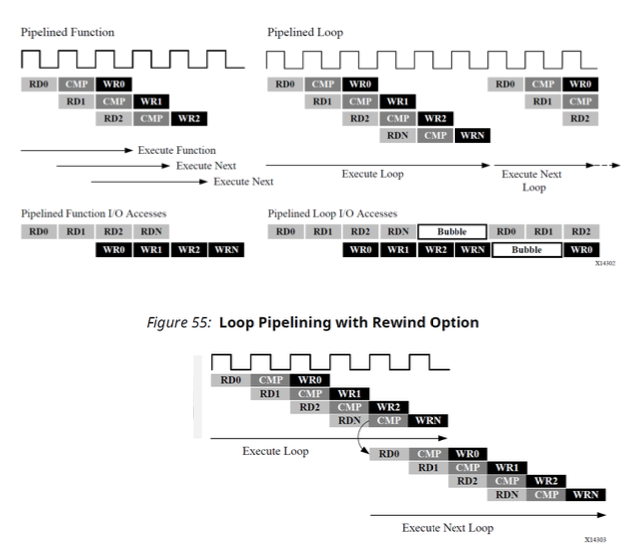 Pipelined Function
Pipelined Loop
RD0 CMP WR0
RD1 CMP WR1
RD2 CMP WR2
Execute Function
Execute Next
Execute Next
RD0 CMP WR0 RD0 CMP WR0
RD1 CMP WR1 RD1 CMP
RD2 CMP WR2 RD2
RDN CMP WRN
Execute Loop
Execute Next
Loop
Pipelined Function I/O Accesses
RD0 RD1 RD2 RDN
WR0 WR1 WR2 WRN
Pipelined Loop I/O Accesses
RD0 RD1 RD2 RDN Bubble RD0 RD1 RD2
WR0 WR1 WR2 WRN Bubble WR0
X14302
Figure 55: Loop Pipelining with Rewind Option
RD0 CMP WR0
RD1 CMP WR1
RD2 CMP WR2
RDN CMP WRN
Execute Loop
RD0 CMP WR0
RD1 CMP WR1
RD2 CMP WR2
RDN CMP WRN
Execute Next Loop
X14303